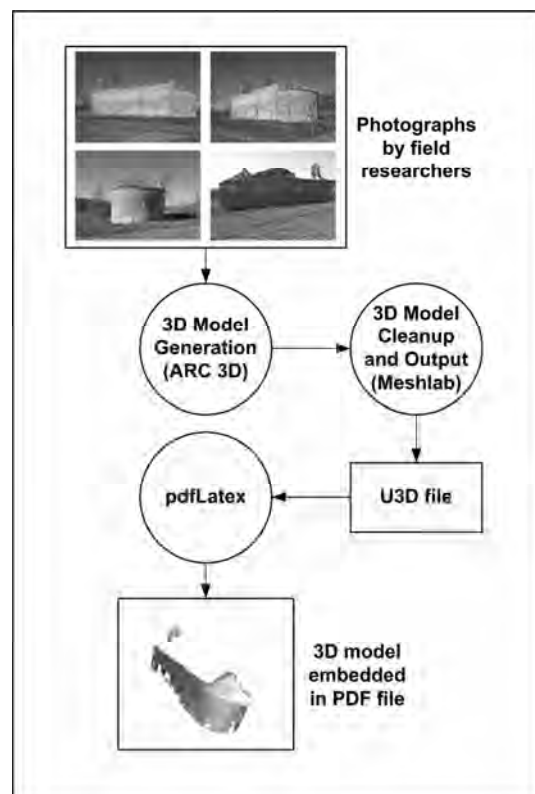 Photographs
by field
researchers
3D Model
Generation
(ARC 3D)
3D Model
Cleanup
and Output
(Meshlab)
U3D file
pdfLatex
3D model
embedded
in PDF file